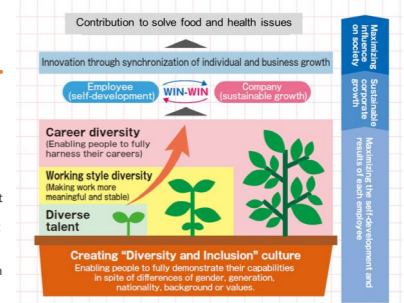 Contribution to solve food and health issues
Innovation through synchronization of individual and business growth
Employee
(self-development)
WIN-WIN
Company
(sustainable growth)
Career diversity
(Enabling people to fully
harness their careers)
Working style diversity
(Making work more
meaningful and stable)
Diverse
talent
Creating "Diversity and Inclusion" culture
Enabling people to fully demonstrate their capabilities
in spite of differences of gender, generation,
nationality, background or values.
Maximizing
influence
on society
Sustainable
corporate
growth
Maximizing the self-development and
results of each employee